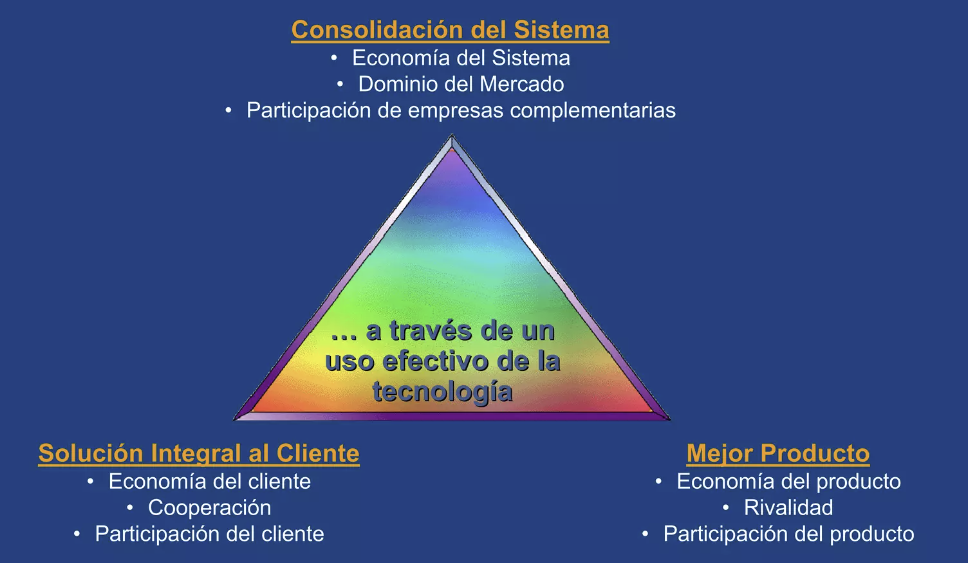 Consolidación del Sistema
• Economía del Sistema
• Dominio del Mercado
• Participación de empresas complementarias
… a través de un
uso efectivo de la
tecnología
Solución Integral al Cliente
• Economía del cliente
• Cooperación
• Participación del cliente
Mejor Producto
• Economía del producto
• Rivalidad
• Participación del producto